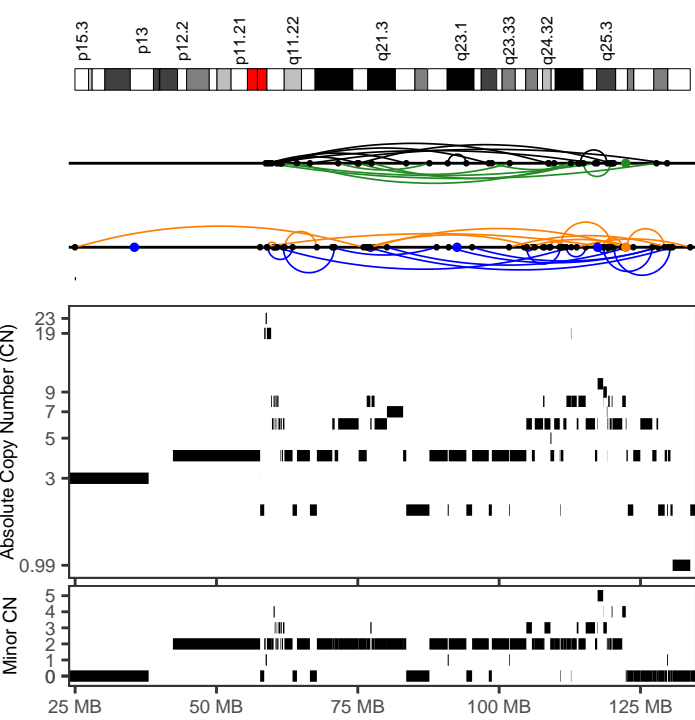 p15.3
p13
p12.2
p11.21
q11.22
q21.3
q23.1
q23.33
q24.32
q25.3
Absolute Copy Number (CN)
23
19
9
7
5
3
0.99
Minor CN
5
4
3
2
1
0
25 MB
50 MB
75 MB
100 MB
125 MB